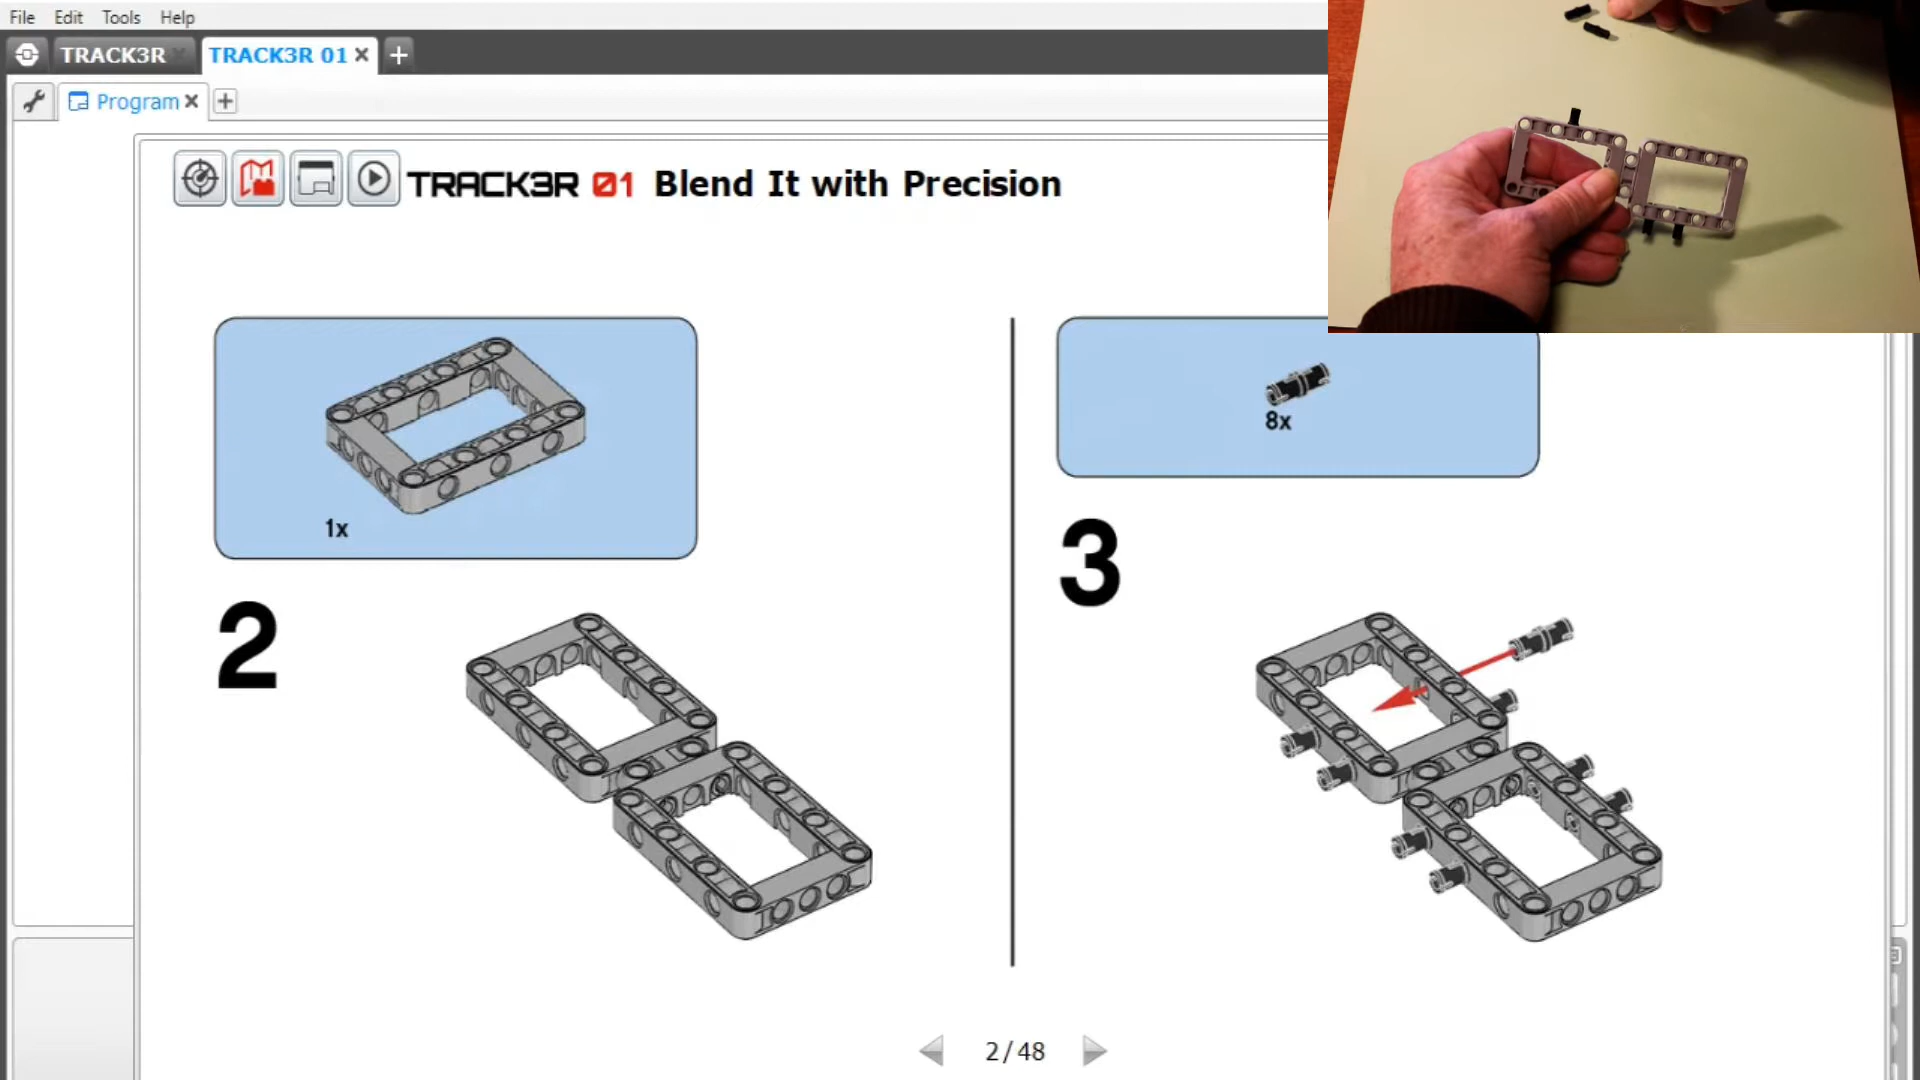 File Edit Tools Help
TRACK3R TRACK3R 01 × +
Program × +
TRACK3R 01 Blend It with Precision
1x
8x
2
3
2/48